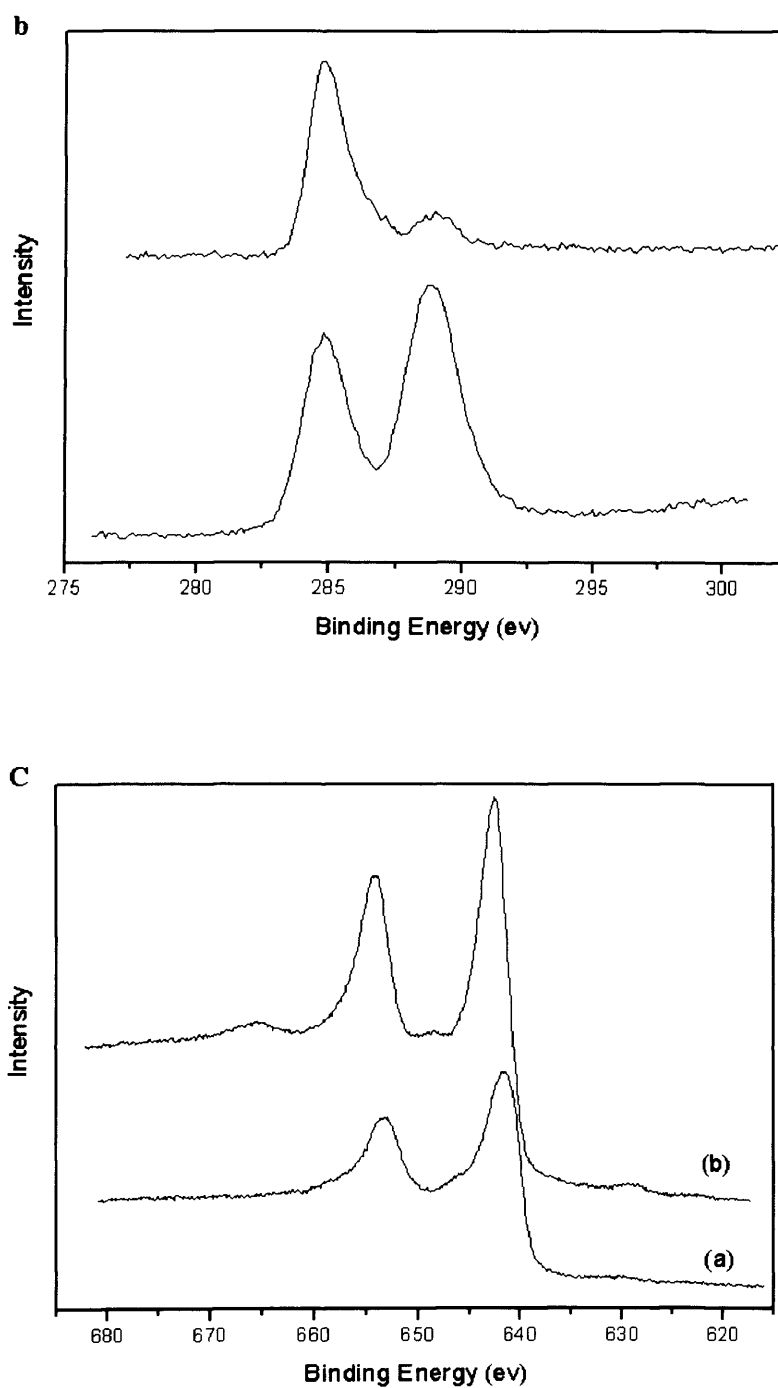 b
Intensity
275 280 285 290 295 300
Binding Energy (ev)
C
Intensity
(b)
(a)
680 670 660 650 640 630 620
Binding Energy (ev)